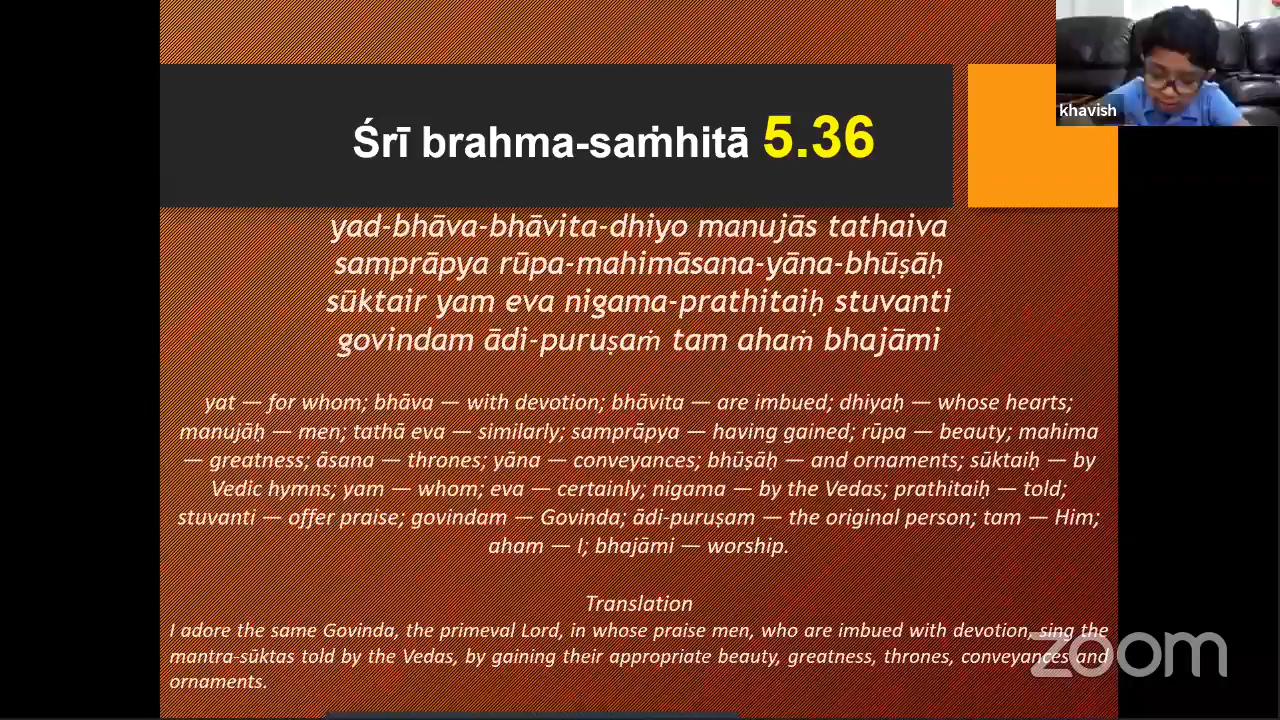 khavish
Śrī brahma-saṁhitā 5.36
yad-bhāva-bhāvita-dhiyo manujās tathaiva
samprāpya rūpa-mahimāsana-yāna-bhūṣāḥ
sūktair yam eva nigama-prathitaiḥ stuvanti
govindam ādi-puruṣaṁ tam ahaṁ bhajāmi
yat — for whom; bhāva — with devotion; bhāvita — are imbued; dhiyaḥ — whose hearts;
manujāḥ — men; tathā eva — similarly; samprāpya — having gained; rūpa — beauty; mahima
— greatness; āsana — thrones; yāna — conveyances; bhūṣāḥ — and ornaments; sūktaiḥ — by
Vedic hymns; yam — whom; eva — certainly; nigama — by the Vedas; prathitaiḥ — told;
stuvanti — offer praise; govindam — Govinda; ādi-puruṣam — the original person; tam — Him;
aham — I; bhajāmi — worship.
Translation
I adore the same Govinda, the primeval Lord, in whose praise men, who are imbued with devotion, sing the
mantra-sūktas told by the Vedas, by gaining their appropriate beauty, greatness, thrones, conveyances and
ornaments.
zoom